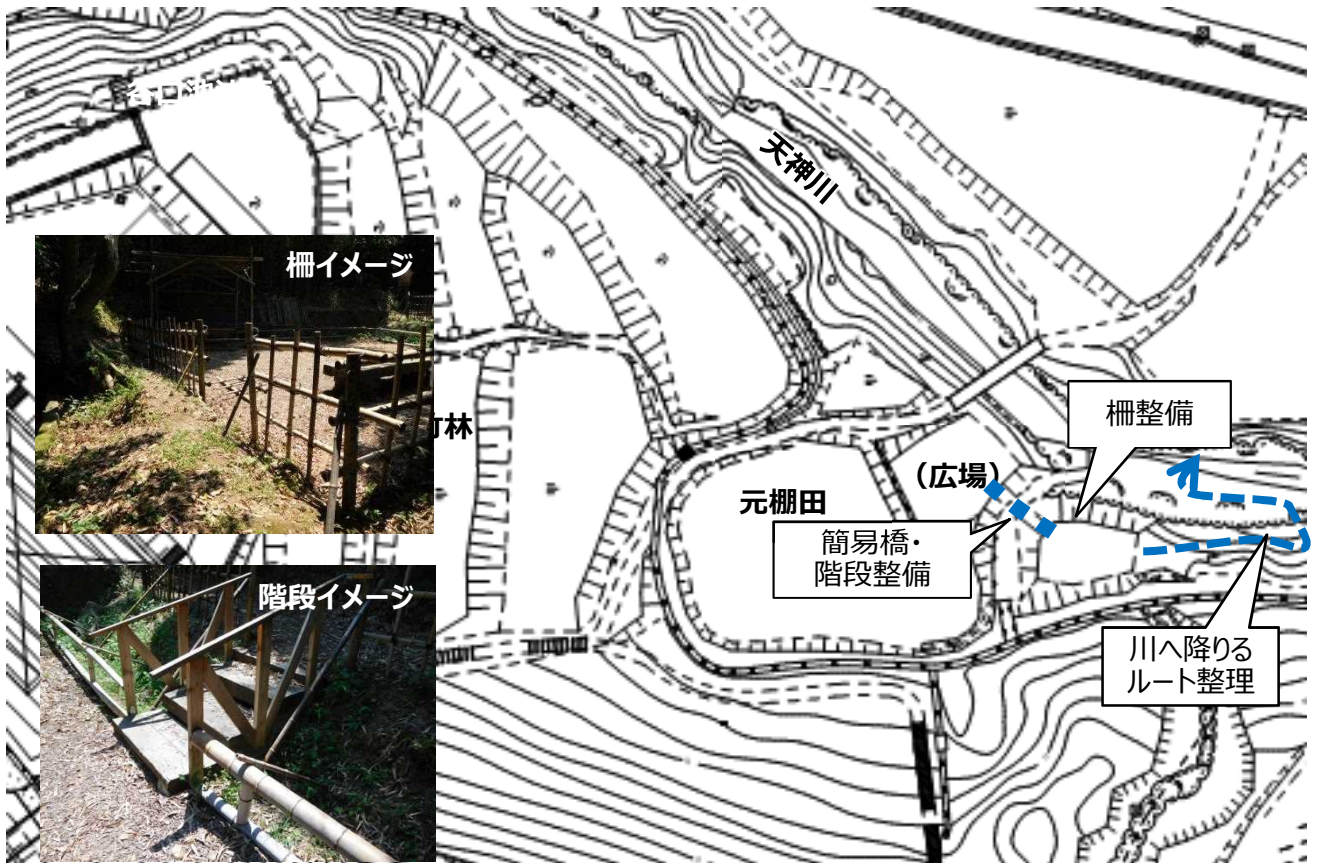 天神川
柵イメージ
林
柵整備
(広場)
元棚田
簡易橋・
階段整備
階段イメージ
川へ降りる
ルート整理